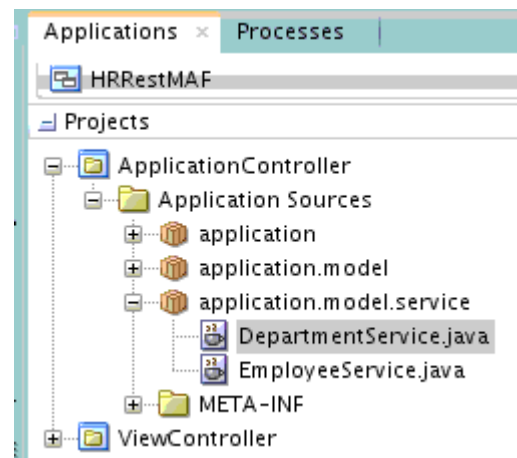 Applications × Processes
HRRestMAF
Projects
ApplicationController
Application Sources
application
application.model
application.model.service
DepartmentService.java
EmployeeService.java
META-INF
ViewController